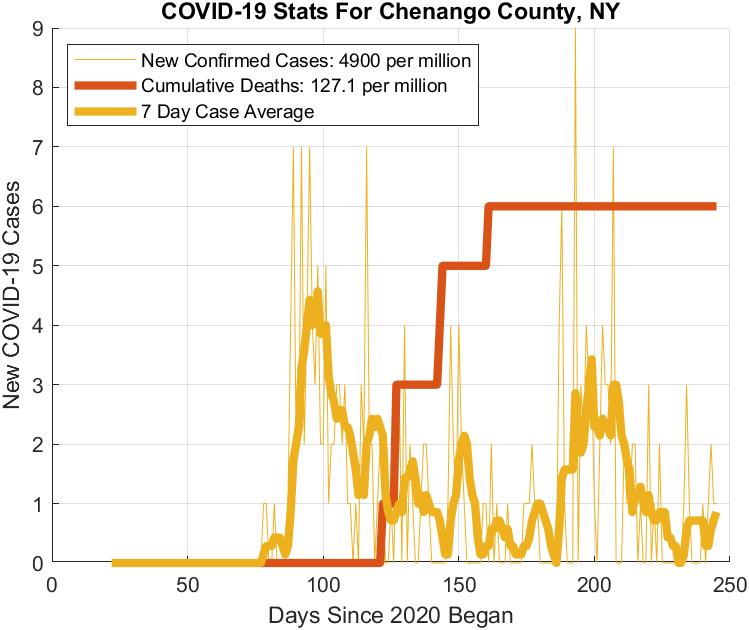 COVID-19 Stats For Chenango County, NY
New Confirmed Cases: 4900 per million
Cumulative Deaths: 127.1 per million
7 Day Case Average
New COVID-19 Cases
9
8
7
6
5
4
3
2
1
0
0 50 100 150 200 250
Days Since 2020 Began